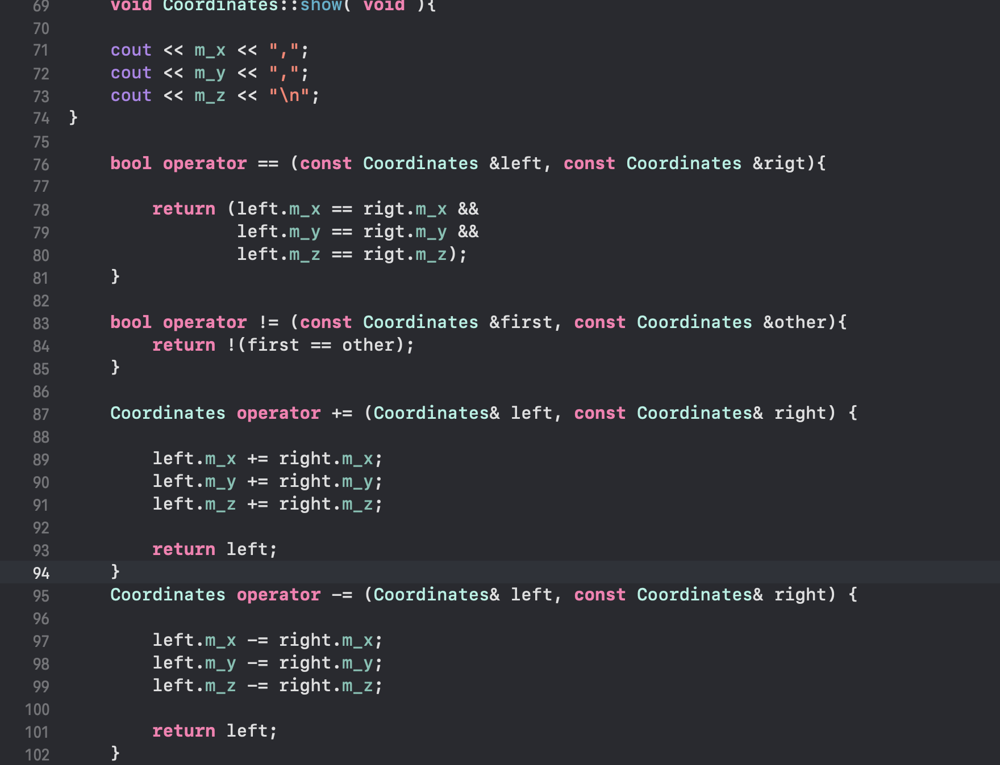 69 void Coordinates::show( void ){
70
71 cout << m_x << ",";
72 cout << m_y << ",";
73 cout << m_z << "\n";
74 }
75
76 bool operator == (const Coordinates &left, const Coordinates &rigt){
77
78 return (left.m_x == rigt.m_x &&
79 left.m_y == rigt.m_y &&
80 left.m_z == rigt.m_z);
81 }
82
83 bool operator != (const Coordinates &first, const Coordinates &other){
84 return !(first == other);
85 }
86
87 Coordinates operator += (Coordinates& left, const Coordinates& right) {
88
89 left.m_x += right.m_x;
90 left.m_y += right.m_y;
91 left.m_z += right.m_z;
92
93 return left;
94 }
95 Coordinates operator -= (Coordinates& left, const Coordinates& right) {
96
97 left.m_x -= right.m_x;
98 left.m_y -= right.m_y;
99 left.m_z -= right.m_z;
100
101 return left;
102 }